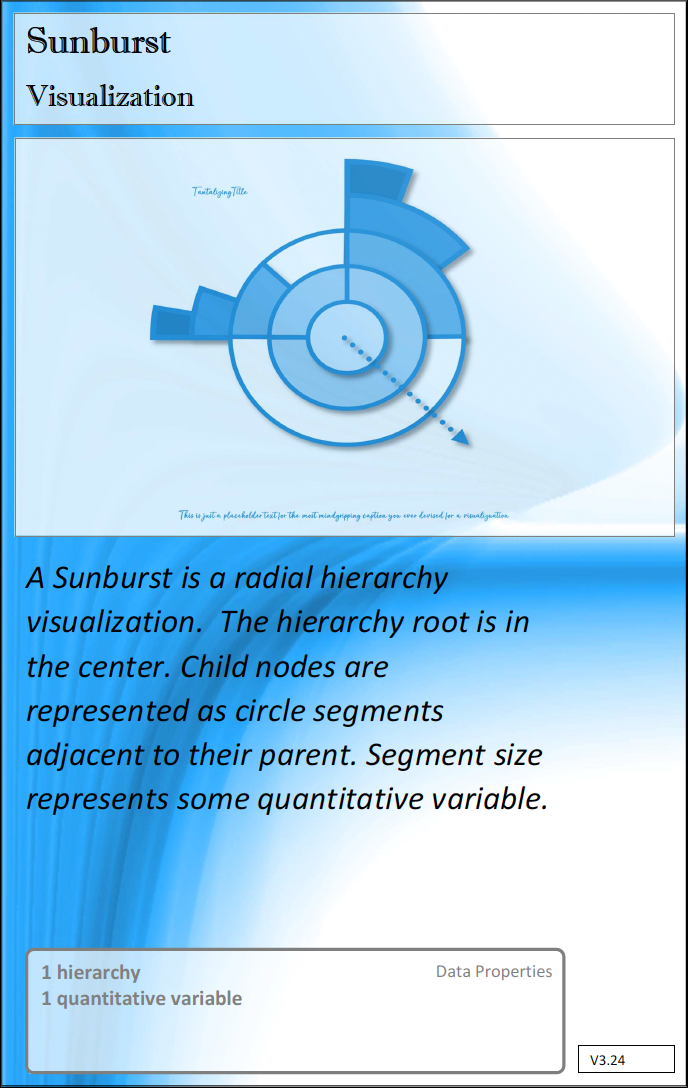 Sunburst
Visualization
TantalizingTitle
This is just a placeholder text for the most mindgripping caption you ever devised for a visualization
A Sunburst is a radial hierarchy
visualization.  The hierarchy root is in
the center. Child nodes are
represented as circle segments
adjacent to their parent. Segment size
represents some quantitative variable.
1 hierarchy
Data Properties
1 quantitative variable
V3.24